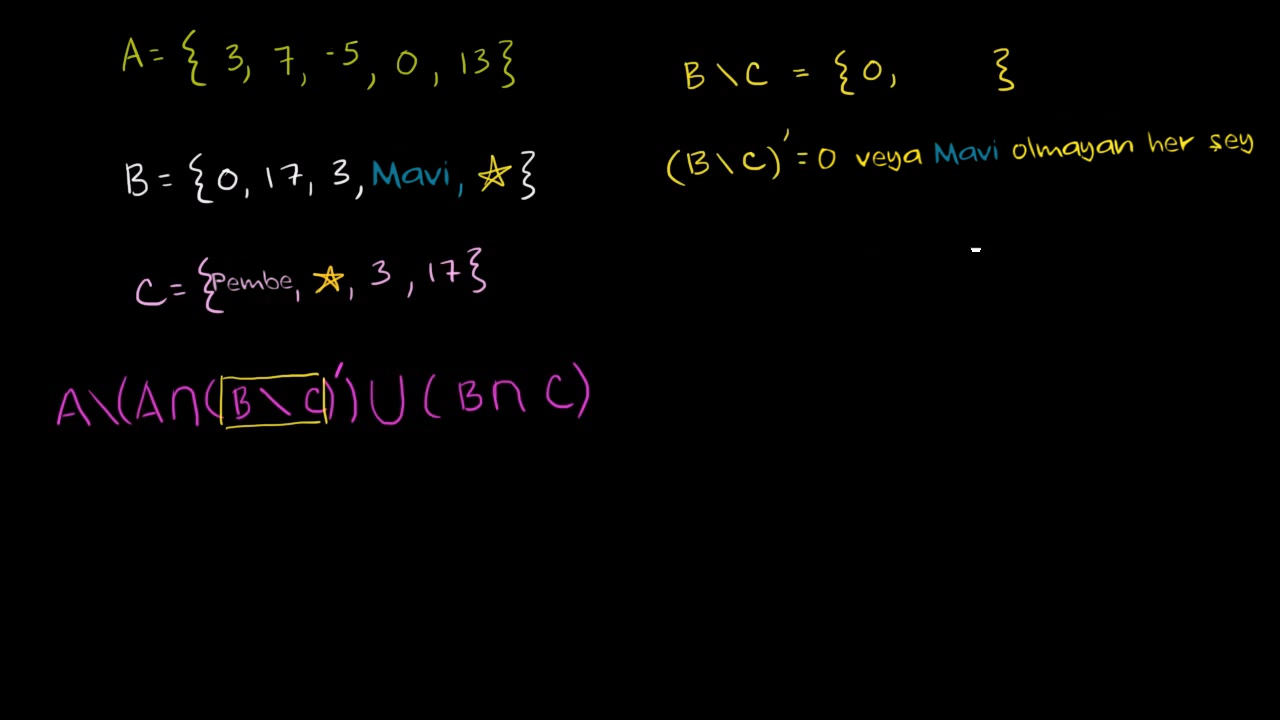 A = { 3, 7, -5, 0, 13 }
B = { 0, 17, 3, Mavi, ☆ }
C = { Pembe, ☆, 3, 17 }
A \ ( A ∩ ( B \ C )′ ) ∪ ( B ∩ C )
B \ C = { 0, }
( B \ C )′ = 0 veya Mavi olmayan her şey